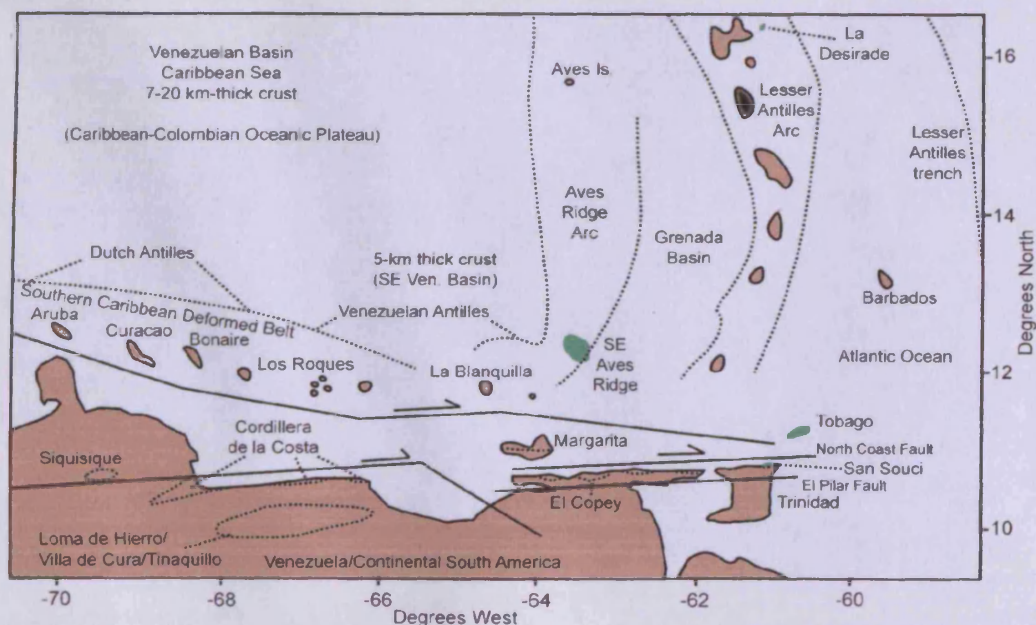 Venezuelan Basin
Caribbean Sea
7-20 km-thick crust
(Caribbean-Colombian Oceanic Plateau)
Aves Is.
La
Desirade
Lesser
Antilles
Arc
Lesser
Antilles
trench
Aves
Ridge
Arc
Grenada
Basin
Dutch Antilles
5-km thick crust
(SE Ven. Basin)
Barbados
Southern Caribbean Deformed Belt
Venezuelan Antilles
Aruba
Curacao
Bonaire
Los Roques
La Blanquilla
SE
Aves
Ridge
Atlantic Ocean
Tobago
Cordillera
de la Costa
Margarita
North Coast Fault
Siquisique
San Souci
El Pilar Fault
El Copey
Trinidad
Loma de Hierro/
Villa de Cura/Tinaquillo
Venezuela/Continental South America
16
14
12
10
Degrees North
-70
-68
-66
-64
-62
-60
Degrees West